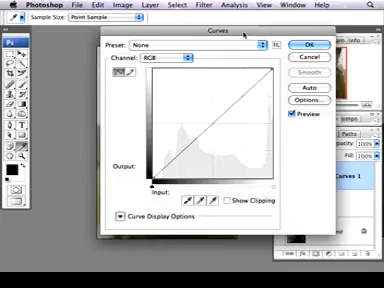 Photoshop File Edit Image Layer Select Filter Analysis View Window Help
Sample Size: Point Sample
Curves
Ps
Preset: None
OK
Channel: RGB
Cancel
Smooth
Auto
Options...
Preview
Output:
Input:
Show Clipping
Curve Display Options
Info
Paths
Opacity: 100%
Fill: 100%
Curves 1